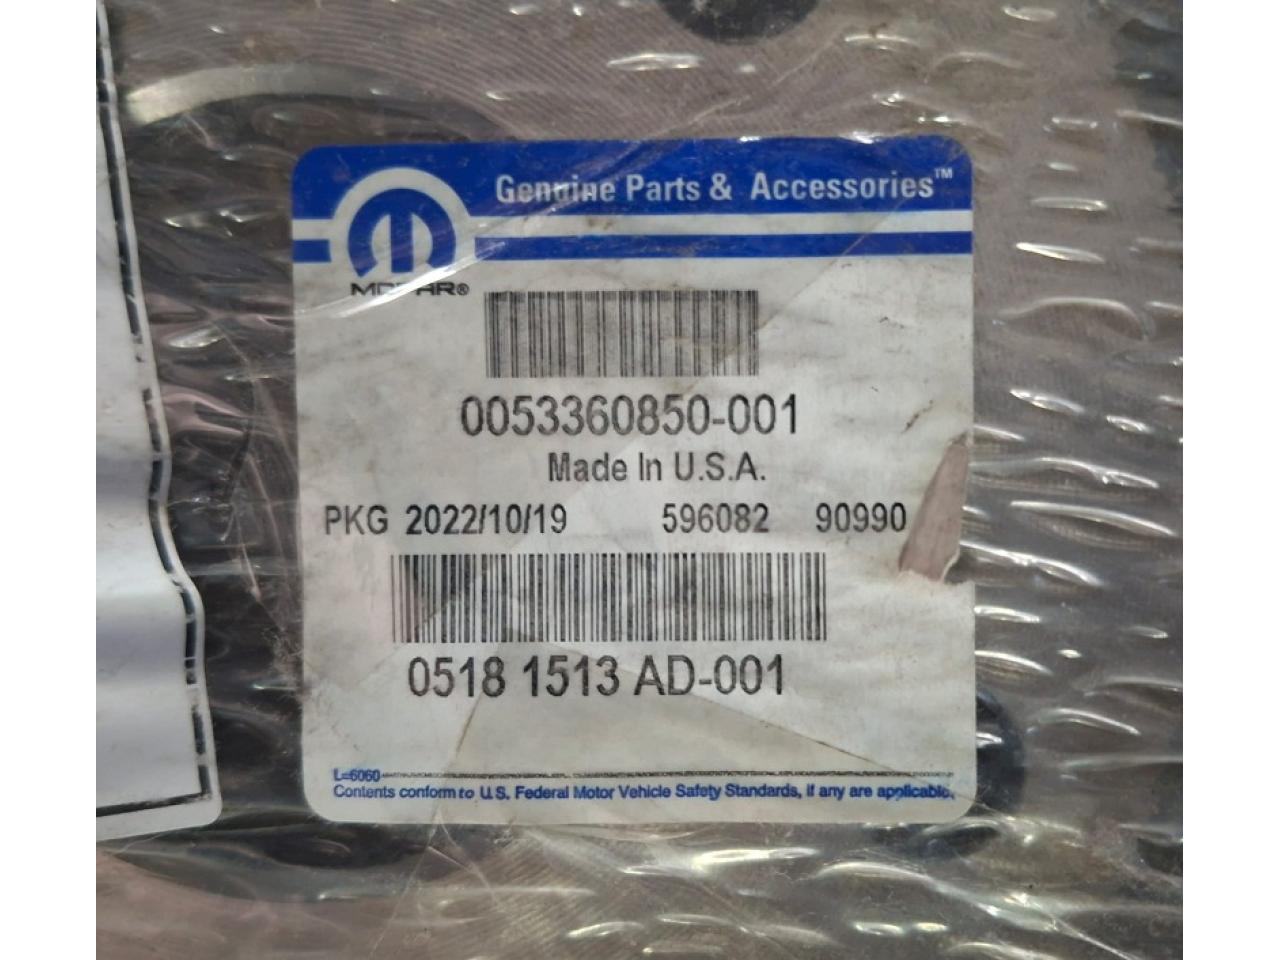 Genuine Parts & Accessories™
MOPAR®
0053360850-001
Made In U.S.A.
PKG 2022/10/19 596082 90990
0518 1513 AD-001
L=6060
Contents conform to U.S. Federal Motor Vehicle Safety Standards, if any are applicable.